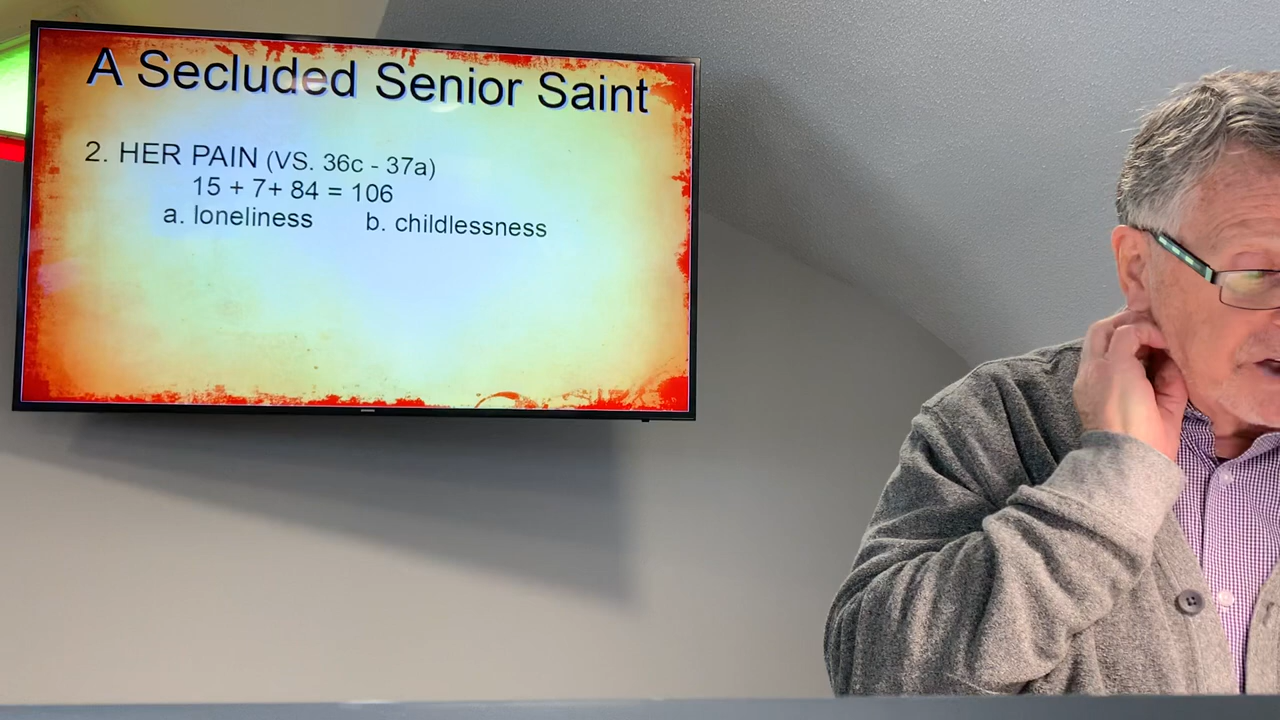 A Secluded Senior Saint
2. HER PAIN (VS. 36c - 37a)
15 + 7+ 84 = 106
a. loneliness b. childlessness